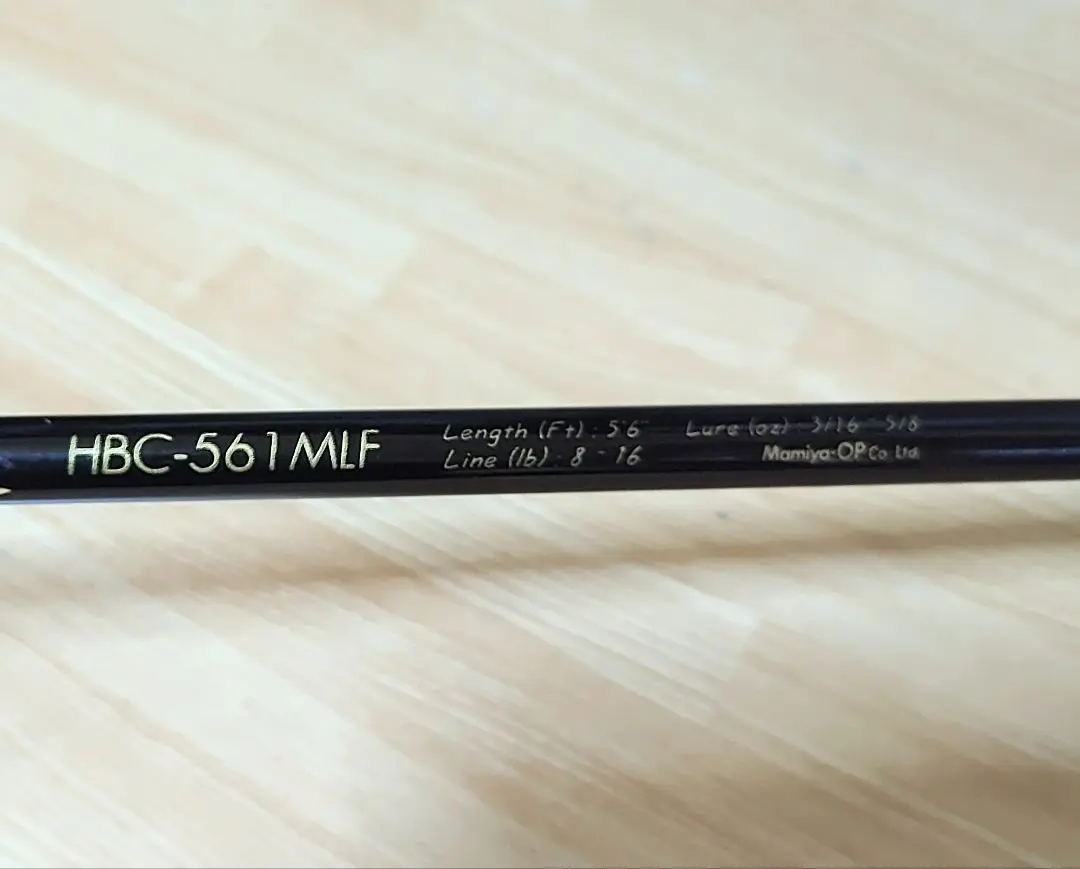 HBC-561MLF
Length (Ft) : 5'6" Lure (oz) : 3/16 - 5/8
Line (lb) : 8 - 16
Mamiya-OP Co. Ltd.